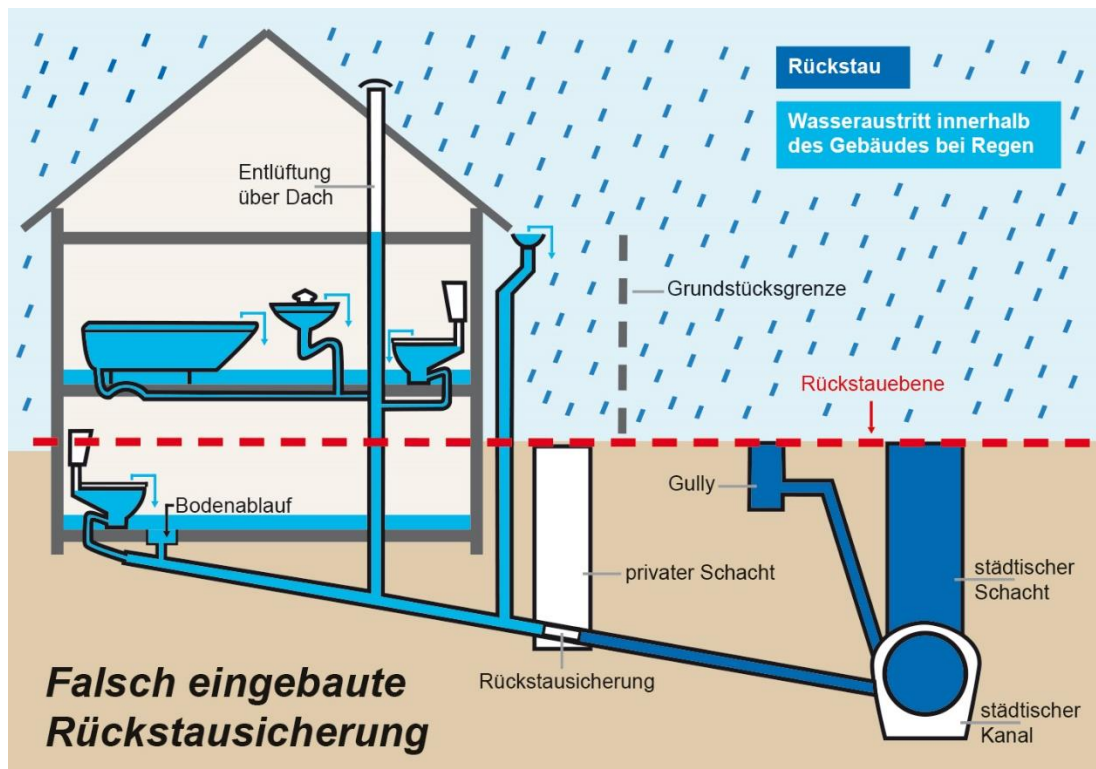 Rückstau
Wasseraustritt innerhalb
des Gebäudes bei Regen
Entlüftung
über Dach
Grundstücksgrenze
Rückstauebene
Bodenablauf
Gully
privater Schacht
städtischer
Schacht
Rückstausicherung
städtischer
Kanal
Falsch eingebaute
Rückstausicherung